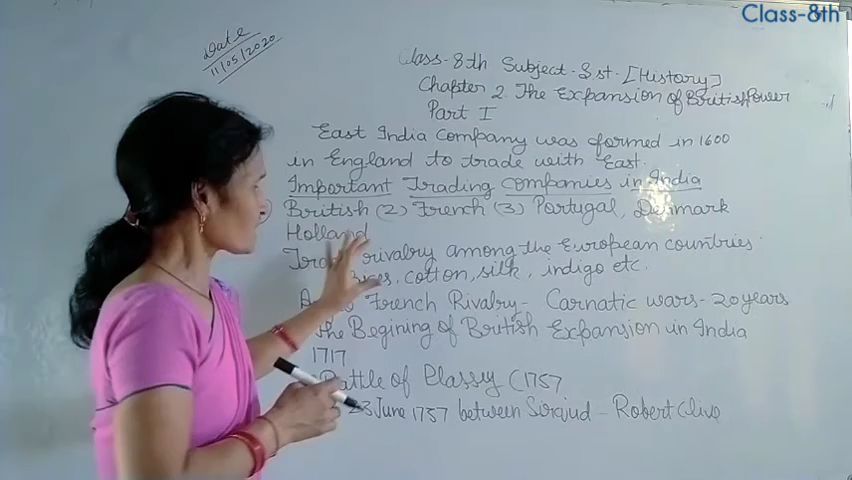 Class-8th
Date
11/05/2020
Class-8th Subject-S.st-[History]
Chapter 2 The Expansion of British Power
Part I
East India Company was formed in 1600
in England to trade with East.
Important Trading companies in India
British (2) French (3) Portugal, Denmark
Holland
rivalry among the European countries
cotton, silk, indigo etc.
French Rivalry- Carnatic wars-20 years
The Begining of British Expansion in India
1717
Battle of Plassey (1757
23 June 1757 between Sirajud - Robert Clive